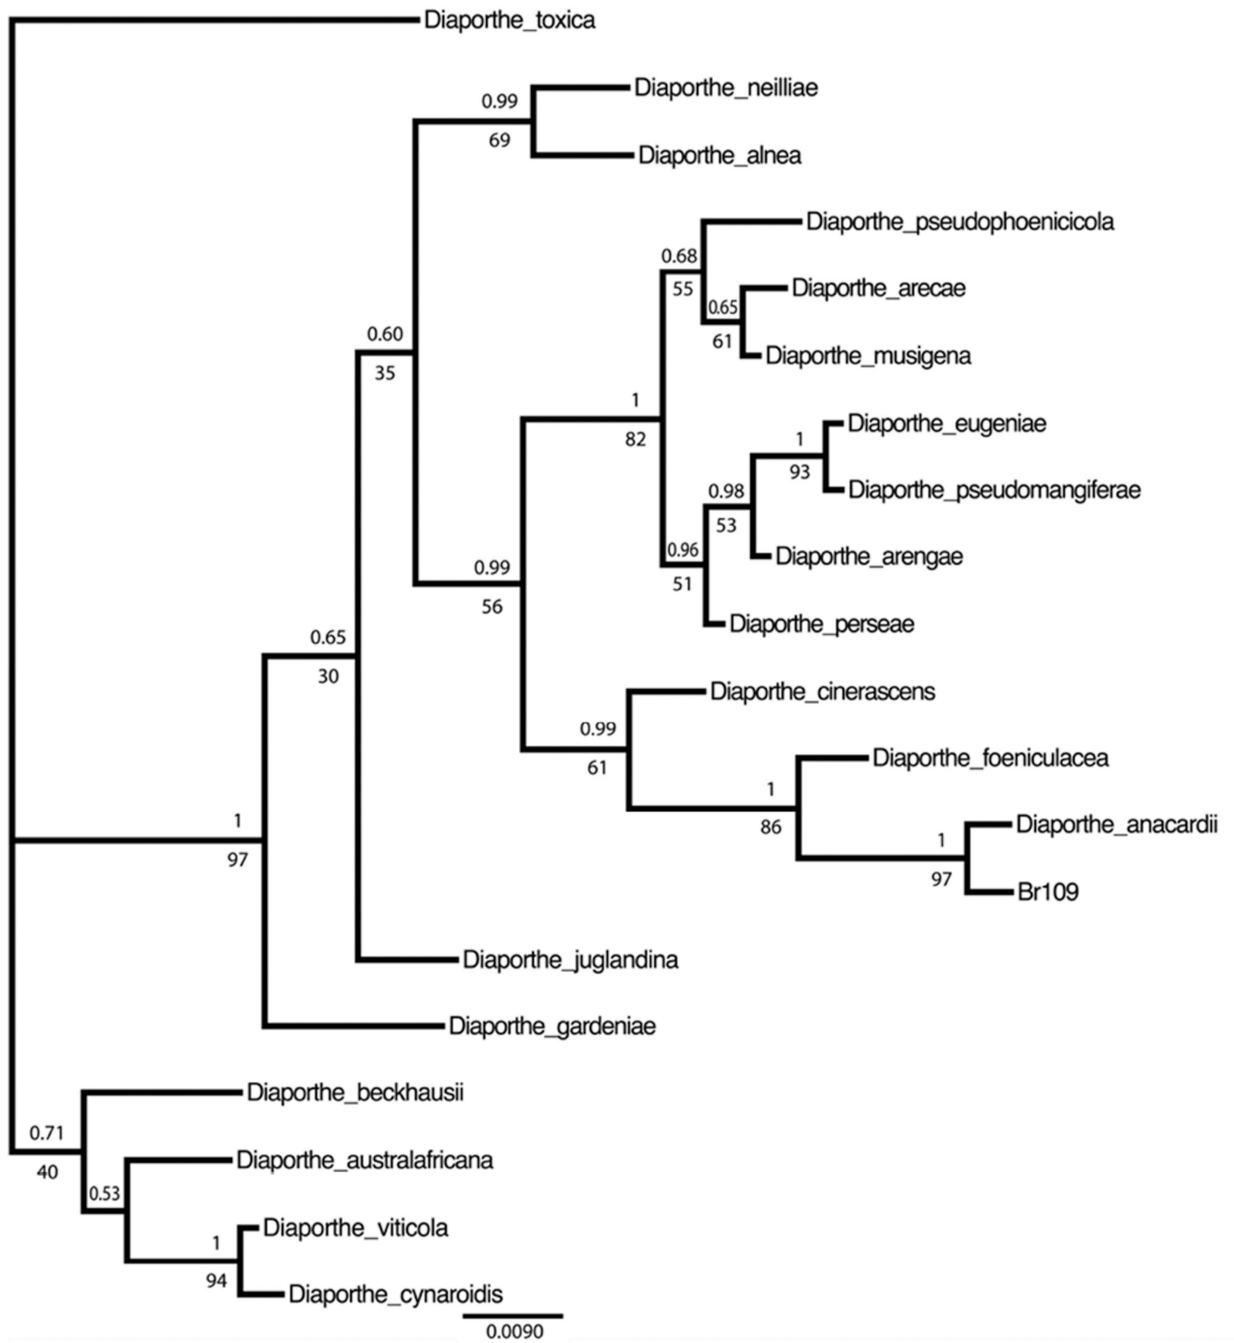 Diaporthe_toxica
Diaporthe_neilliae
0.99
69
Diaporthe_alnea
Diaporthe_pseudophoenicicola
0.68
55
Diaporthe_arecae
0.65
61
Diaporthe_musigena
0.60
35
1
82
Diaporthe_eugeniae
1
93
Diaporthe_pseudomangiferae
0.98
53
Diaporthe_arengae
0.96
51
0.99
56
Diaporthe_perseae
0.65
30
Diaporthe_cinerascens
0.99
61
Diaporthe_foeniculacea
1
86
Diaporthe_anacardii
1
97
Br109
1
97
Diaporthe_juglandina
Diaporthe_gardeniae
Diaporthe_beckhausii
0.71
40
Diaporthe_australafricana
0.53
Diaporthe_viticola
1
94
Diaporthe_cynaroidis
0.0090